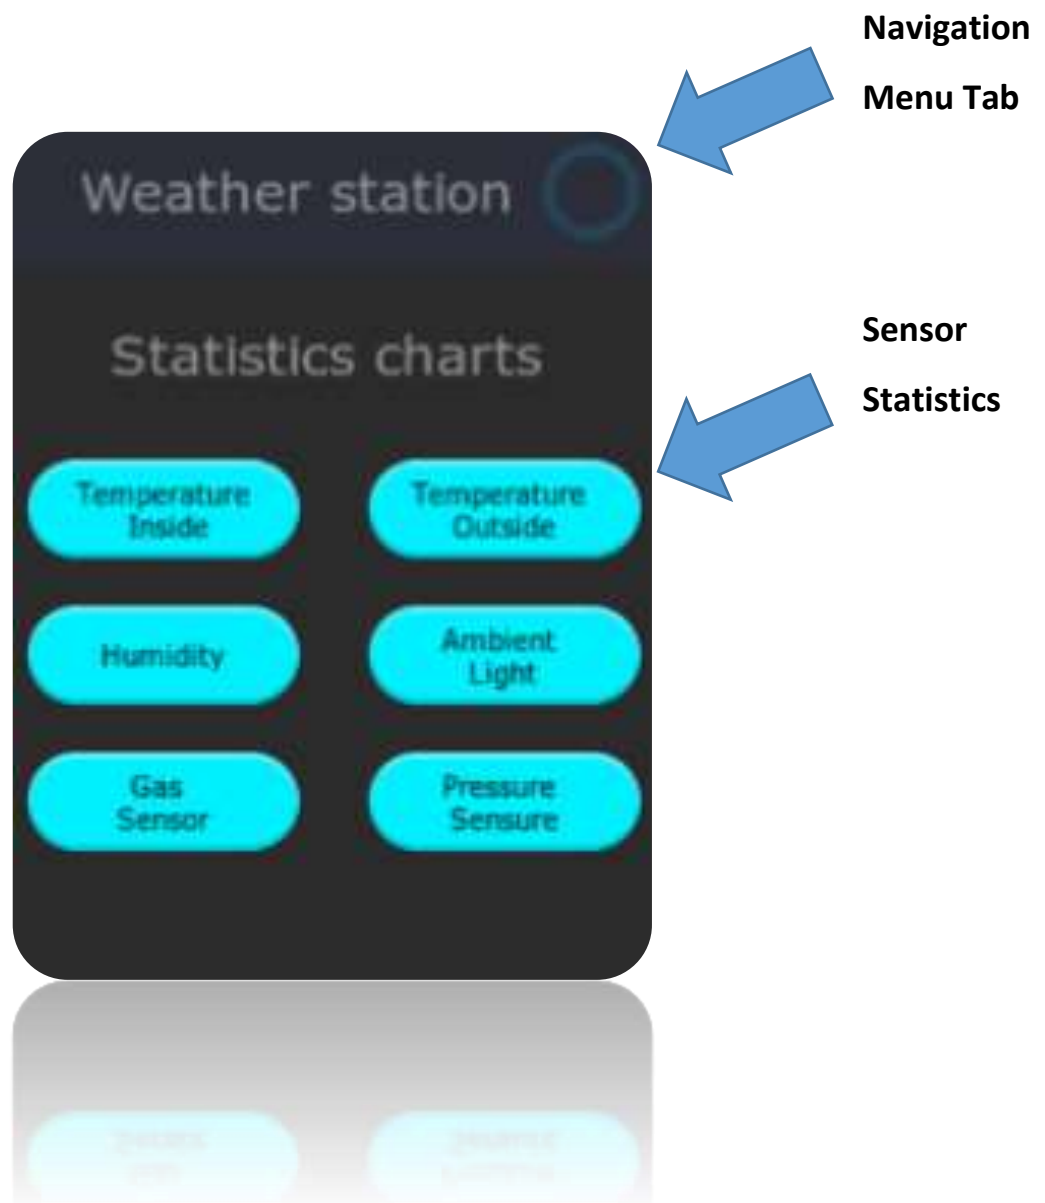 Navigation
Menu Tab
Weather station
Statistics charts
Sensor
Statistics
Temperature
Inside
Temperature
Outside
Humidity
Ambient
Light
Gas
Sensor
Pressure
Sensure